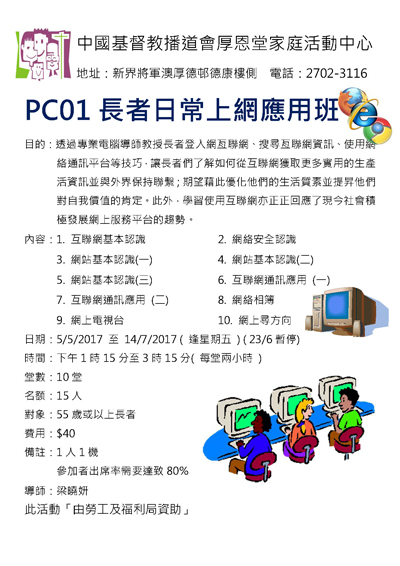 中國基督教播道會厚恩堂家庭活動中心
地址：新界將軍澳厚德邨德康樓側　電話：2702-3116
PC01 長者日常上網應用班
目的：透過專業電腦導師教授長者登入網互聯網、搜尋互聯網資訊、使用網
絡通訊平台等技巧，讓長者們了解如何從互聯網獲取更多實用的生產
活資訊並與外界保持聯繫；期望藉此優化他們的生活質素並提昇他們
對自我價值的肯定。此外，學習使用互聯網亦正正回應了現今社會積
極發展網上服務平台的趨勢。
內容：1. 互聯網基本認識　2. 網絡安全認識
3. 網站基本認識(一)　4. 網站基本認識(二)
5. 網站基本認識(三)　6. 互聯網通訊應用 (一)
7. 互聯網通訊應用 (二)　8. 網絡相簿
9. 網上電視台　10. 網上尋方向
日期：5/5/2017 至 14/7/2017 ( 逢星期五 ) ( 23/6 暫停)
時間：下午 1 時 15 分至 3 時 15 分( 每堂兩小時 )
堂數：10 堂
名額：15 人
對象：55 歲或以上長者
費用：$40
備註：1 人 1 機
參加者出席率需要達致 80%
導師：梁曉妍
此活動「由勞工及福利局資助」